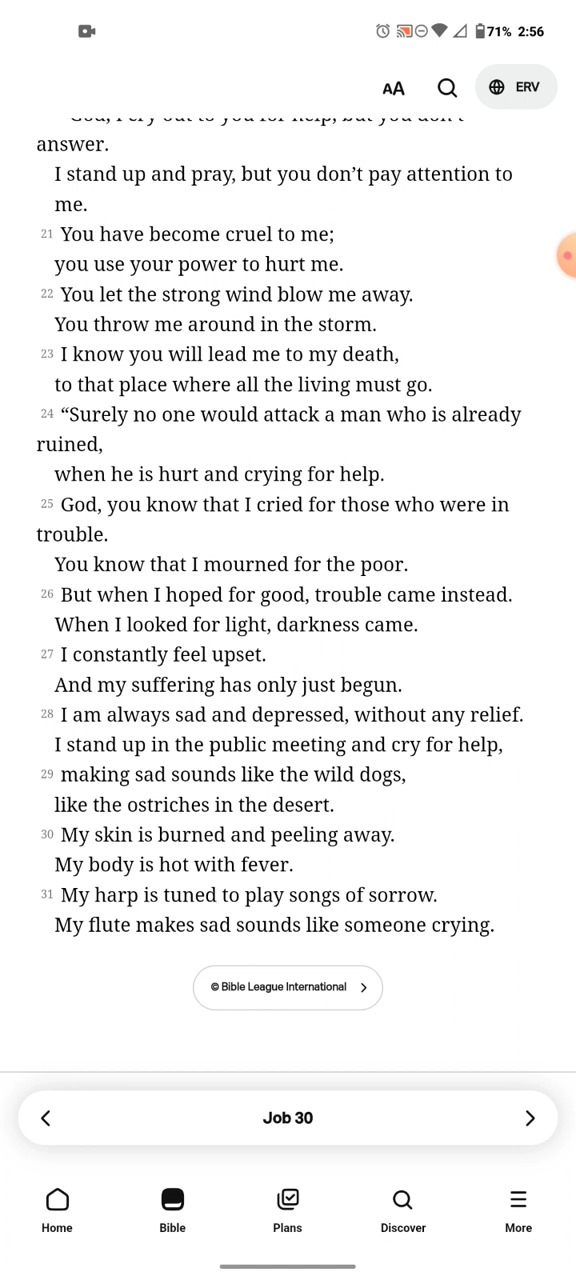 71% 2:56
AA ERV
God, I cry out to you for help, but you don't
answer.
I stand up and pray, but you don’t pay attention to
me.
21 You have become cruel to me;
you use your power to hurt me.
22 You let the strong wind blow me away.
You throw me around in the storm.
23 I know you will lead me to my death,
to that place where all the living must go.
24 “Surely no one would attack a man who is already
ruined,
when he is hurt and crying for help.
25 God, you know that I cried for those who were in
trouble.
You know that I mourned for the poor.
26 But when I hoped for good, trouble came instead.
When I looked for light, darkness came.
27 I constantly feel upset.
And my suffering has only just begun.
28 I am always sad and depressed, without any relief.
I stand up in the public meeting and cry for help,
29 making sad sounds like the wild dogs,
like the ostriches in the desert.
30 My skin is burned and peeling away.
My body is hot with fever.
31 My harp is tuned to play songs of sorrow.
My flute makes sad sounds like someone crying.
© Bible League International
Job 30
Home Bible Plans Discover More